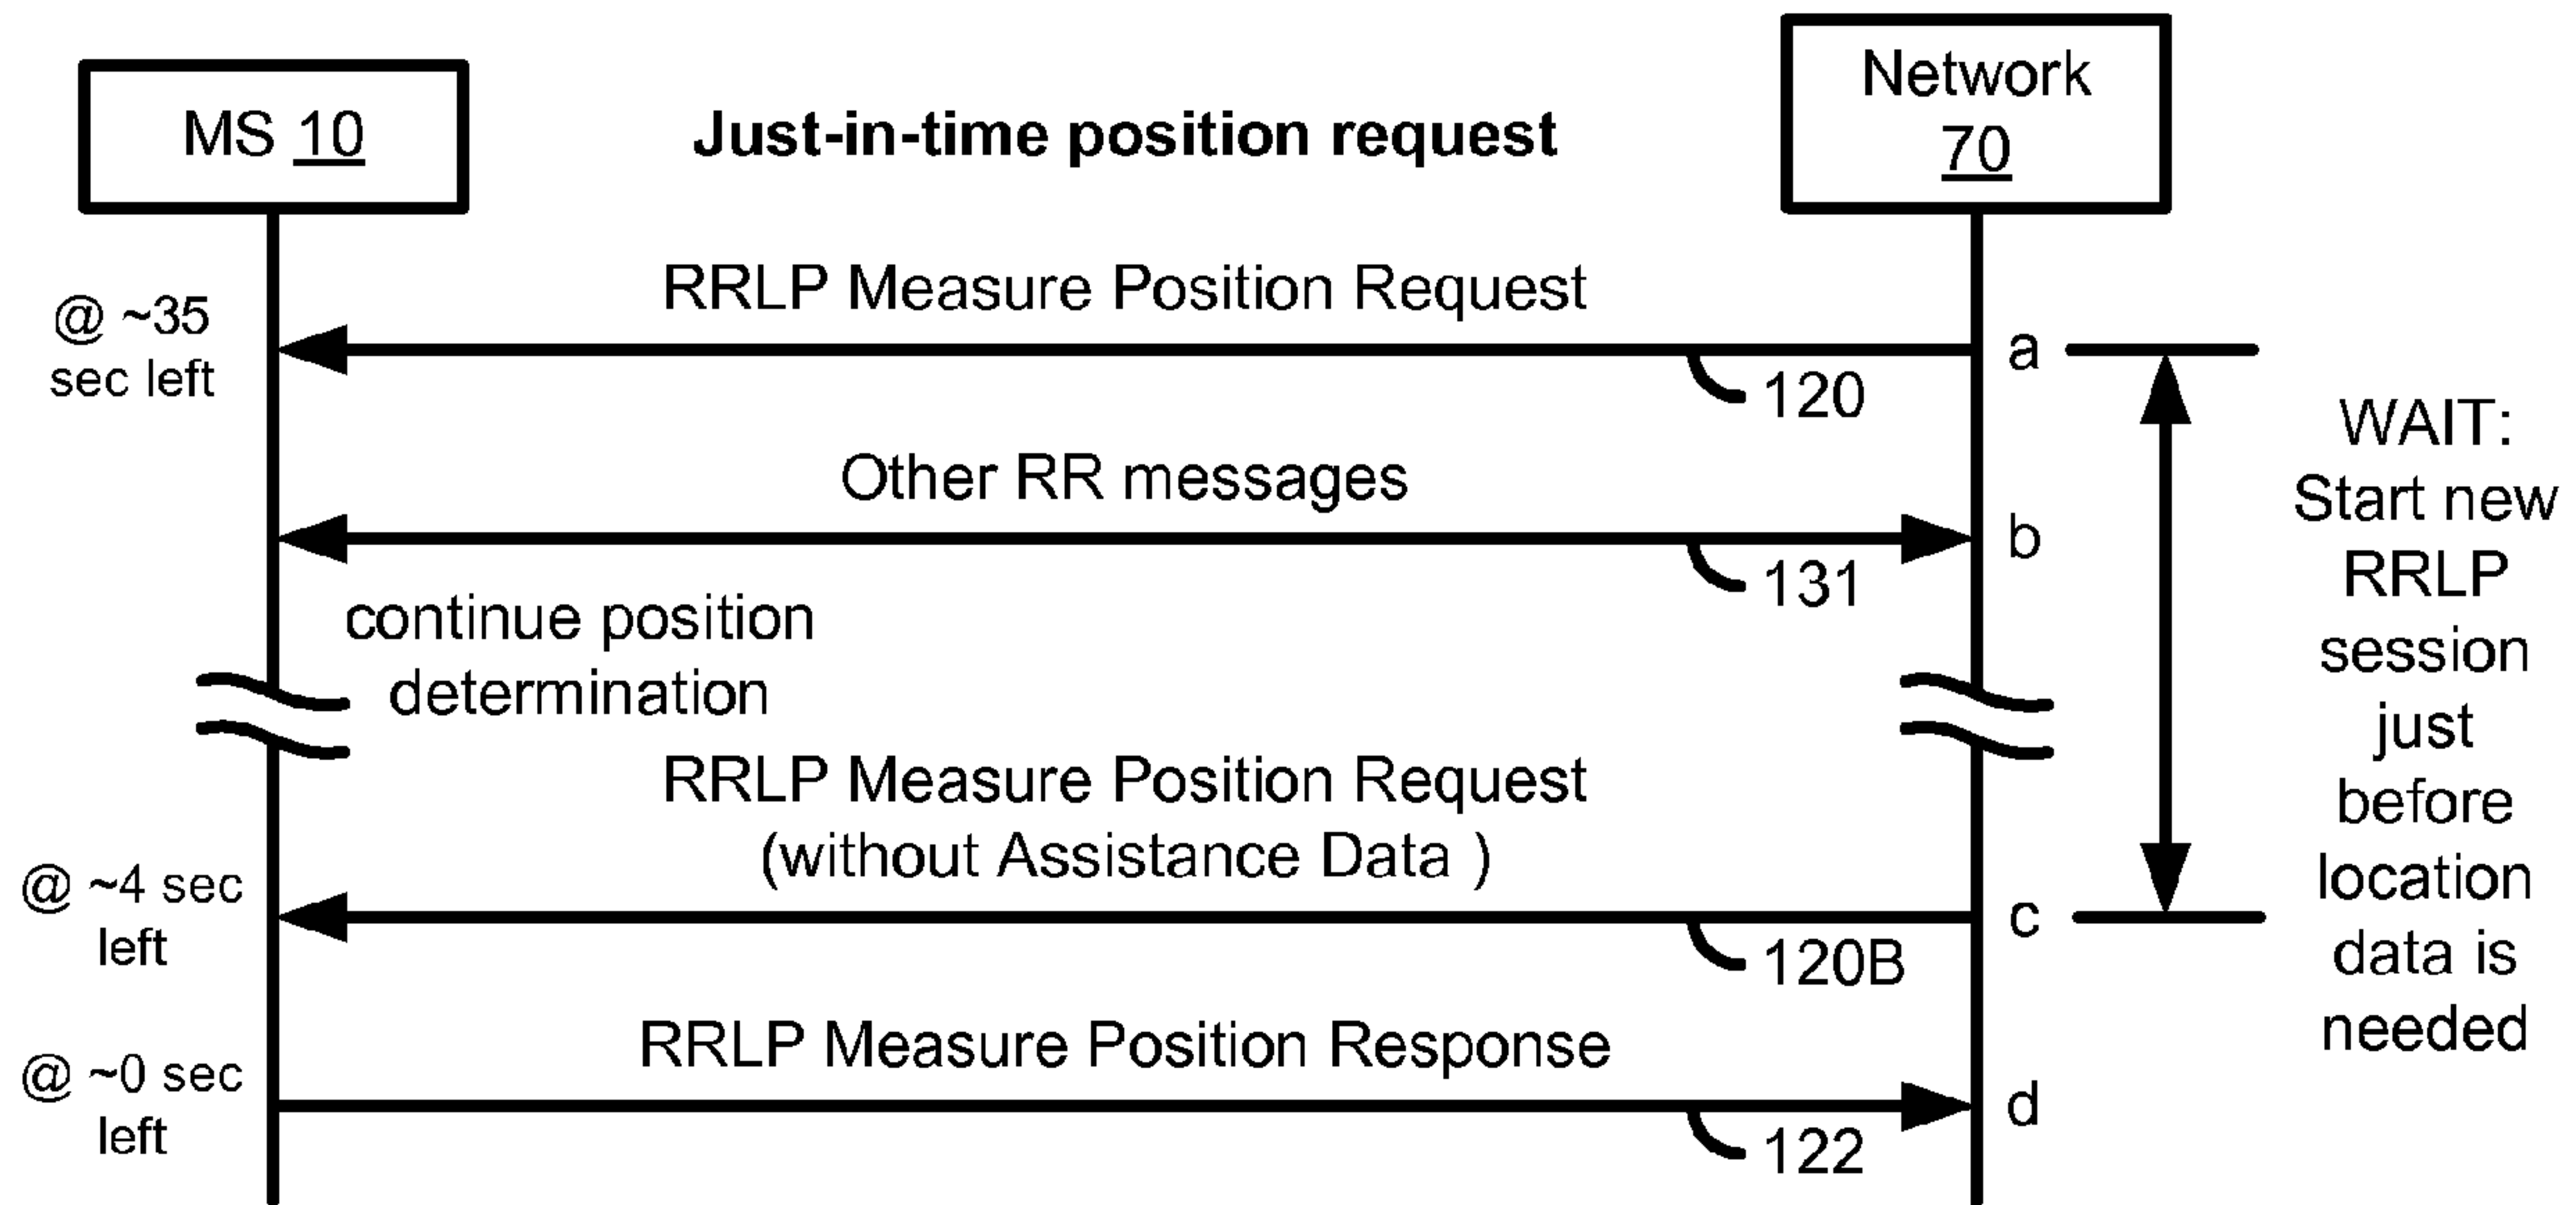 MS 10
Just-in-time position request
Network
70
RRLP Measure Position Request
@ ~35
sec left
a
120
Other RR messages
b
131
continue position
determination
WAIT:
Start new
RRLP
session
just
before
location
data is
needed
RRLP Measure Position Request
(without Assistance Data )
@ ~4 sec
left
c
120B
RRLP Measure Position Response
@ ~0 sec
left
d
122